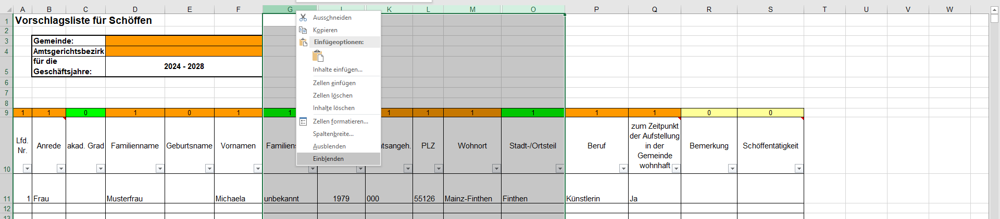 A B C D E F G I K L M O P Q R S T U V W
1 Vorschlagsliste für Schöffen
Ausschneiden
2
Kopieren
3 Gemeinde:
Einfügeoptionen:
4 Amtsgerichtsbezirk
5 für die Geschäftsjahre: 2024 - 2028
Inhalte einfügen...
6
Zellen einfügen
7
Zellen löschen
8
Inhalte löschen
9 1 1 0 1 0 1 1 1 1 1 1 1 1 0 0
Zellen formatieren...
Spaltenbreite...
Ausblenden
Einblenden
10
Lfd. Nr.
Anrede
akad. Grad
Familienname
Geburtsname
Vornamen
Familiens
tsangeh.
PLZ
Wohnort
Stadt-/Ortsteil
Beruf
zum Zeitpunkt
der Aufstellung
in der
Gemeinde
wohnhaft
Bemerkung
Schöffentätigkeit
11 1 Frau Musterfrau Michaela unbekannt 1979 000 55126 Mainz-Finthen Finthen Künstlerin Ja
12
13